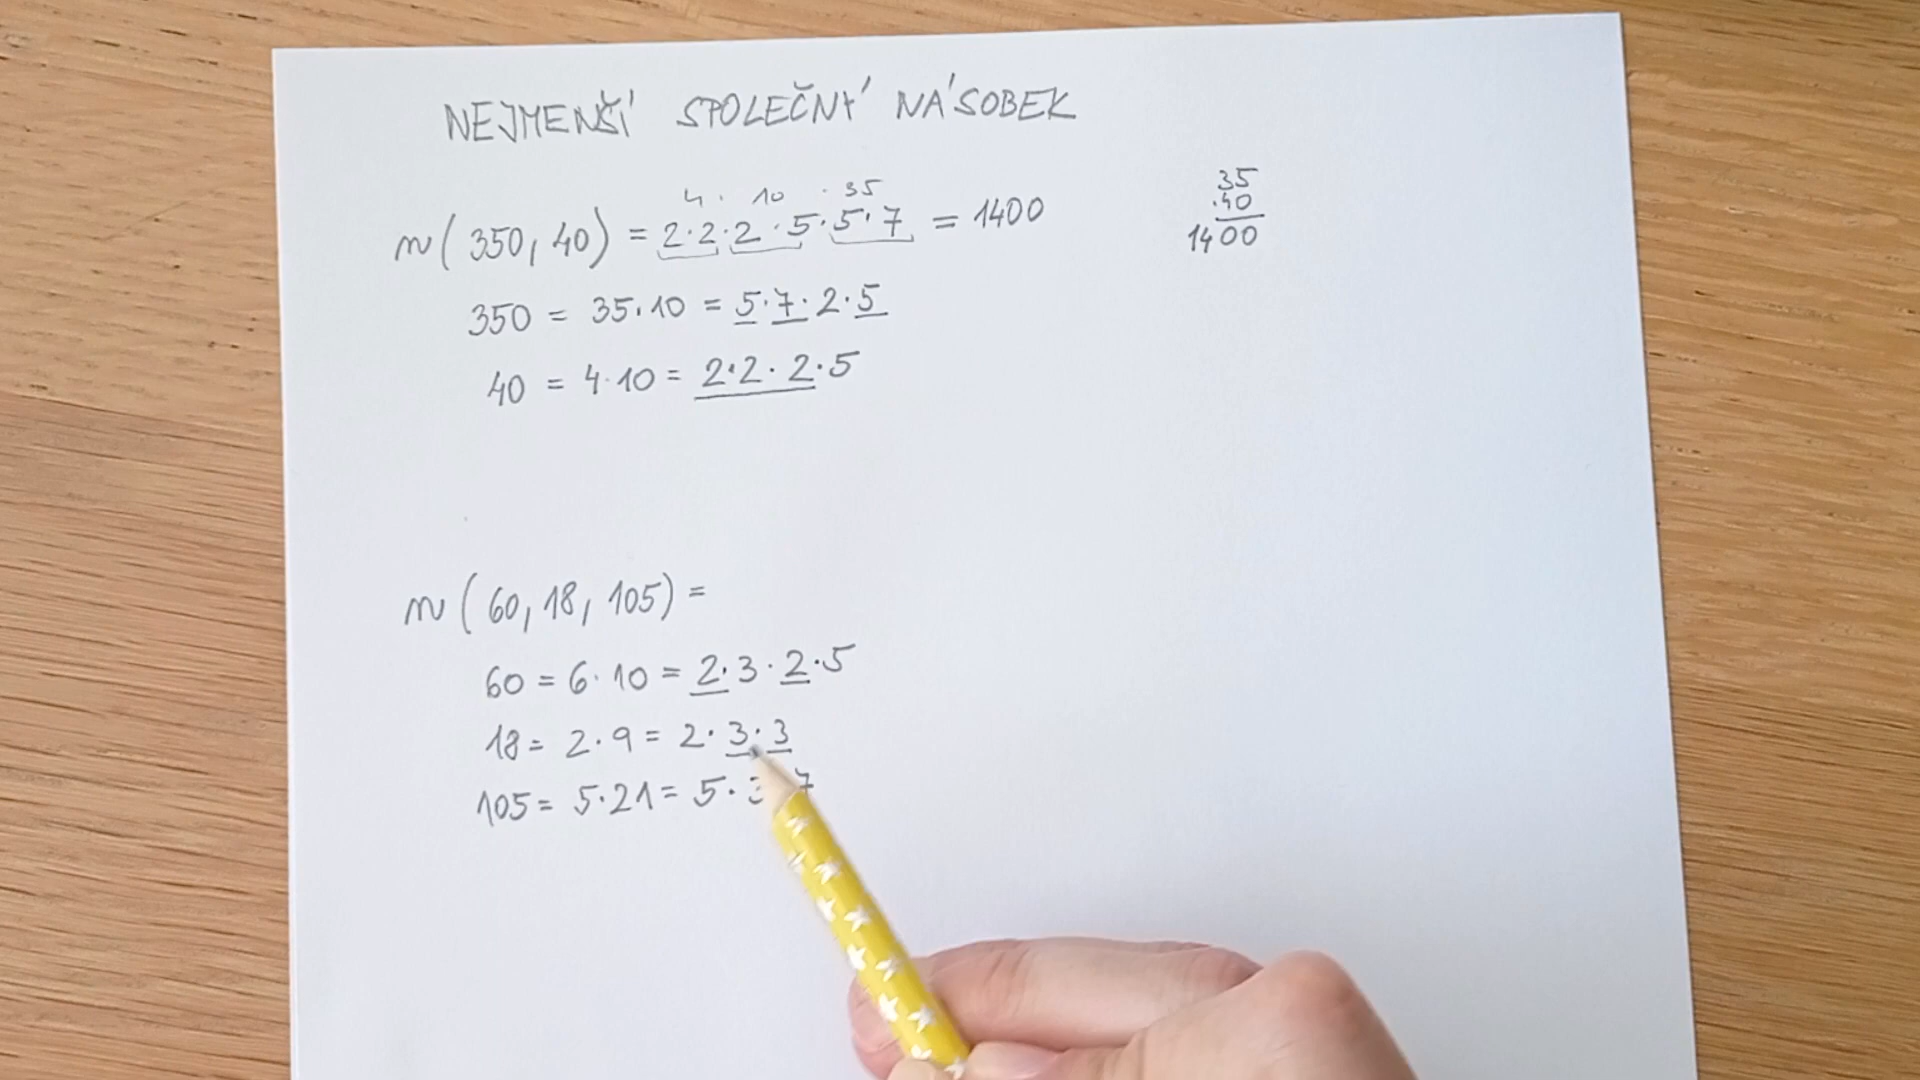 NEJMENŠÍ SPOLEČNÝ NÁSOBEK
4 · 10 · 35
n(350, 40) = 2·2·2·5·5·7 = 1400
350 = 35·10 = 5·7·2·5
40 = 4·10 = 2·2·2·5
35
·40
1400
n(60, 18, 105) =
60 = 6·10 = 2·3·2·5
18 = 2·9 = 2·3·3
105 = 5·21 = 5· 7